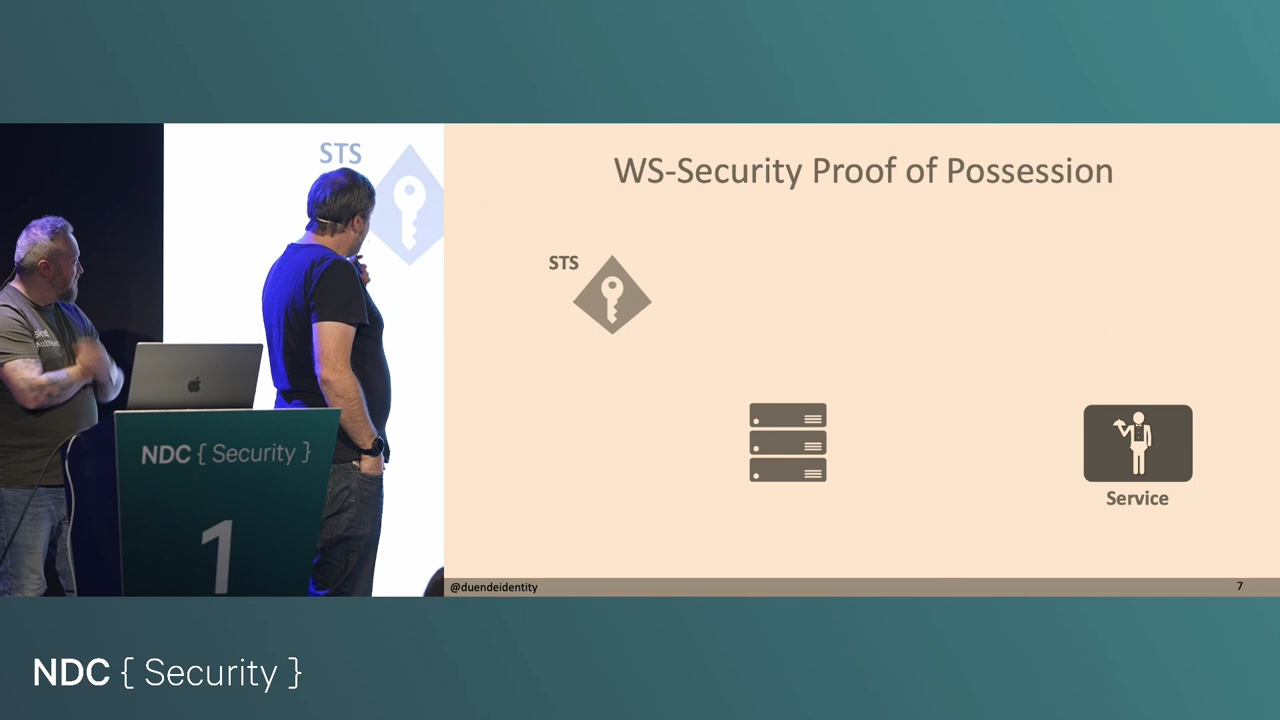 STS
WS-Security Proof of Possession
STS
Service
NDC { Security }
1
@duendeidentity
7
NDC { Security }